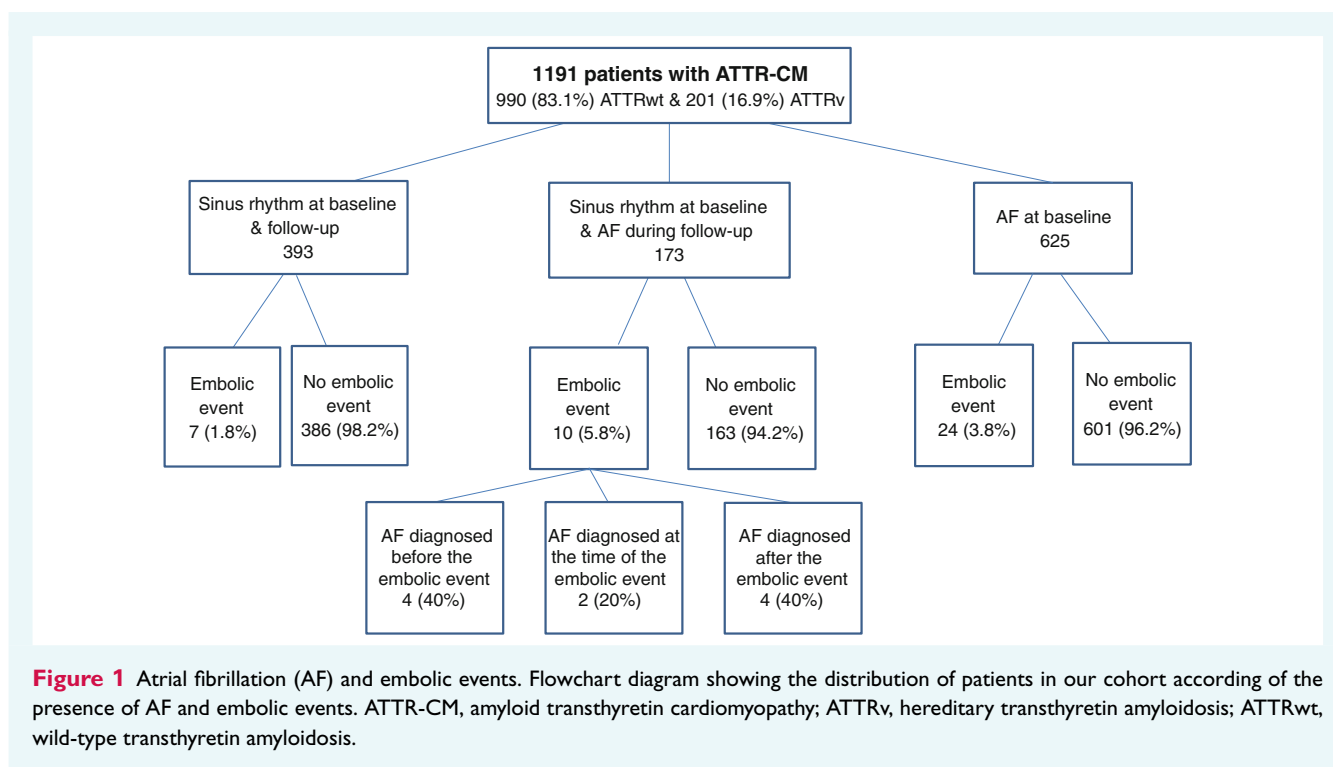 1191 patients with ATTR-CM
990 (83.1%) ATTRwt & 201 (16.9%) ATTRv
Sinus rhythm at baseline
& follow-up
393
Sinus rhythm at baseline
& AF during follow-up
173
AF at baseline
625
Embolic
event
7 (1.8%)
No embolic
event
386 (98.2%)
Embolic
event
10 (5.8%)
No embolic
event
163 (94.2%)
Embolic
event
24 (3.8%)
No embolic
event
601 (96.2%)
AF diagnosed
before the
embolic event
4 (40%)
AF diagnosed at
the time of the
embolic event
2 (20%)
AF diagnosed
after the
embolic event
4 (40%)
Figure 1 Atrial fibrillation (AF) and embolic events. Flowchart diagram showing the distribution of patients in our cohort according of the
presence of AF and embolic events. ATTR-CM, amyloid transthyretin cardiomyopathy; ATTRv, hereditary transthyretin amyloidosis; ATTRwt,
wild-type transthyretin amyloidosis.